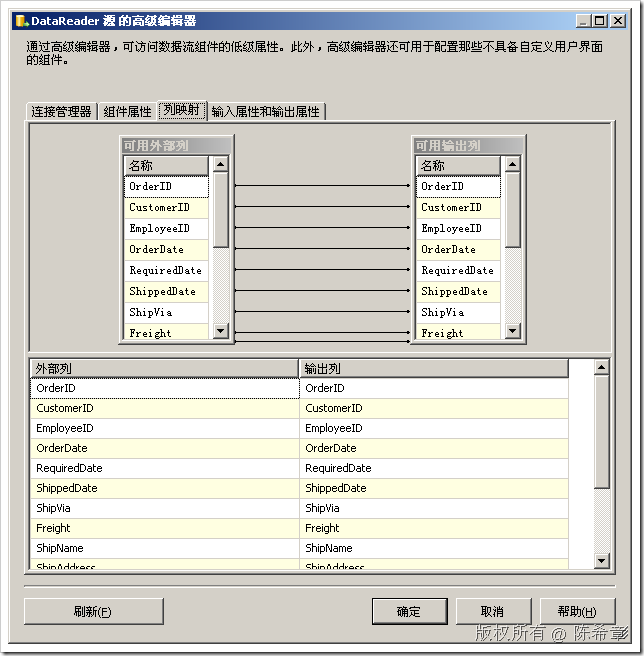 DataReader 源 的高级编辑器
通过高级编辑器，可访问数据流组件的低级属性。此外，高级编辑器还可用于配置那些不具备自定义用户界面
的组件。
连接管理器 组件属性 列映射 输入属性和输出属性
可用外部列 可用输出列
名称 名称
OrderID OrderID
CustomerID CustomerID
EmployeeID EmployeeID
OrderDate OrderDate
RequiredDate RequiredDate
ShippedDate ShippedDate
ShipVia ShipVia
Freight Freight
外部列 输出列
OrderID OrderID
CustomerID CustomerID
EmployeeID EmployeeID
OrderDate OrderDate
RequiredDate RequiredDate
ShippedDate ShippedDate
ShipVia ShipVia
Freight Freight
ShipName ShipName
ShipAddress ShipAddress
刷新(F) 确定 取消 帮助(H)
版权所有 @ 陈希章